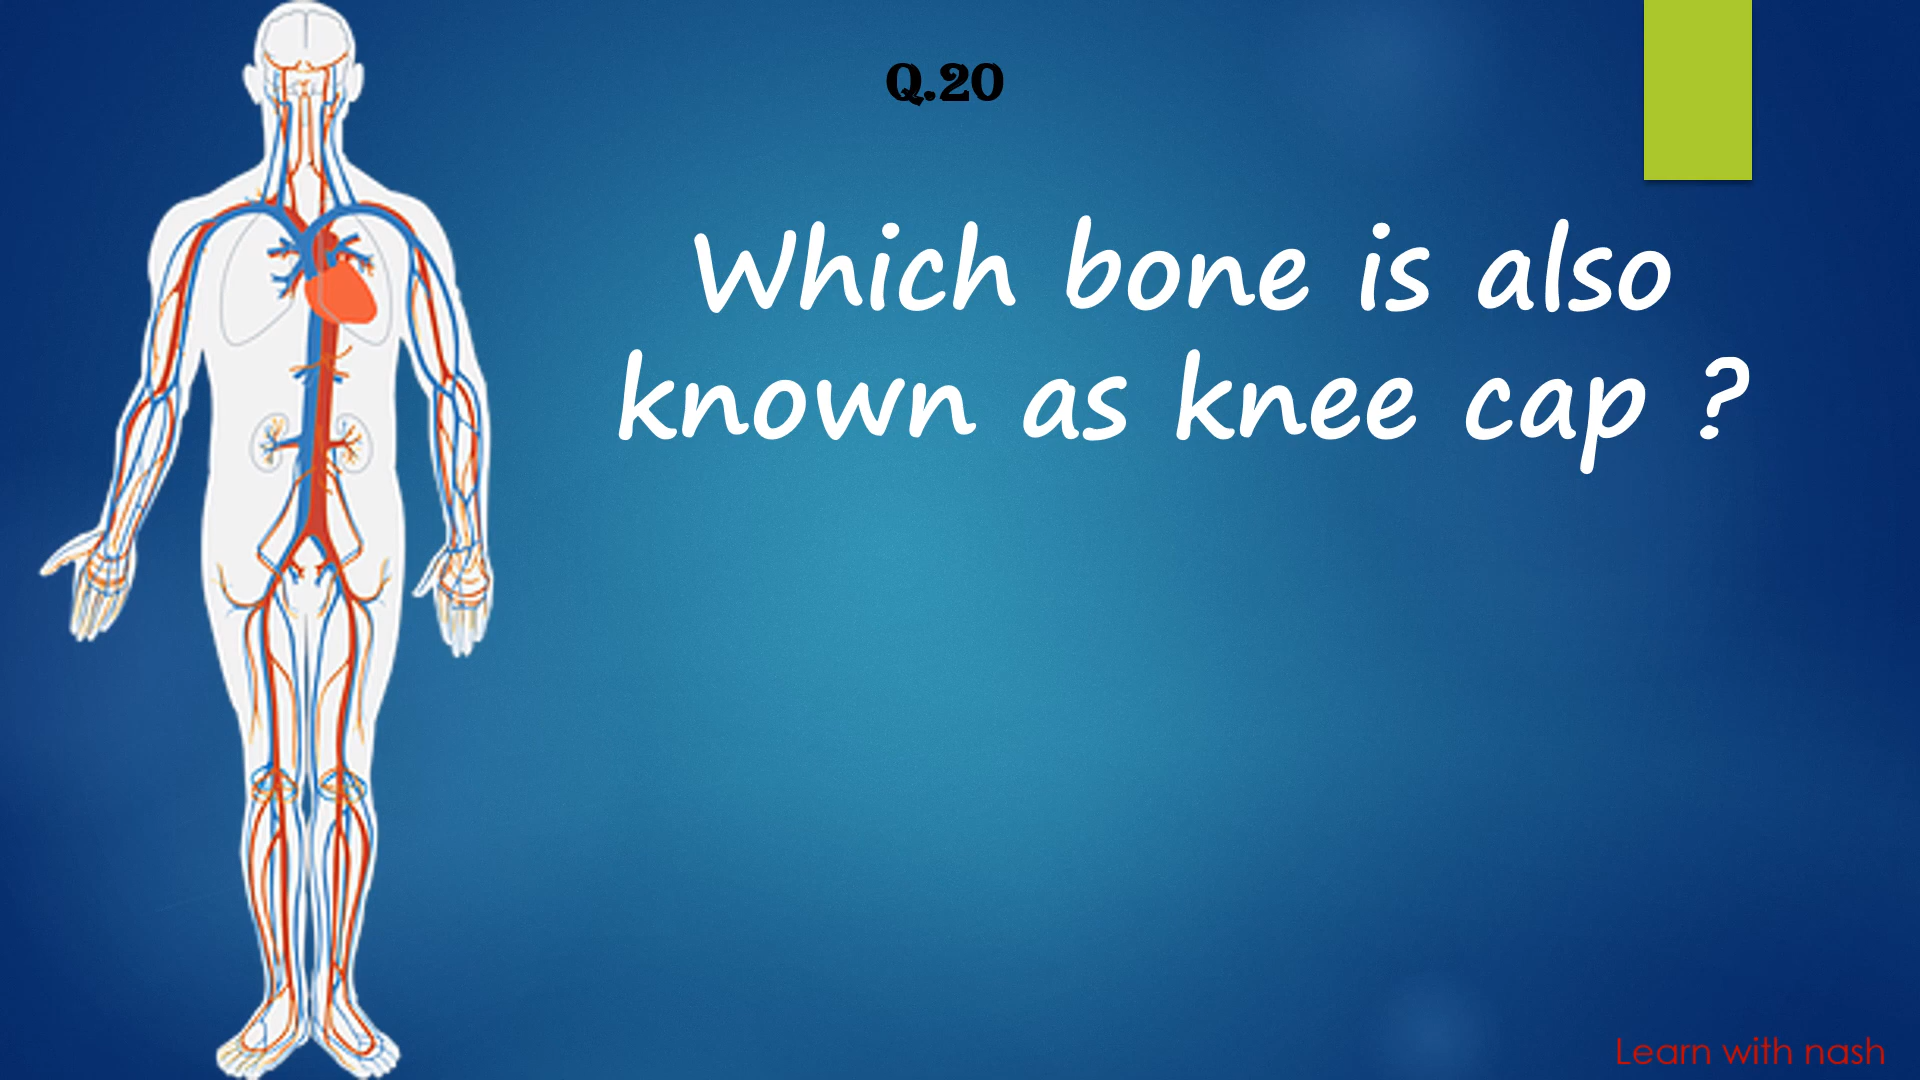 Q.20
Which bone is also
known as knee cap ?
Learn with nash